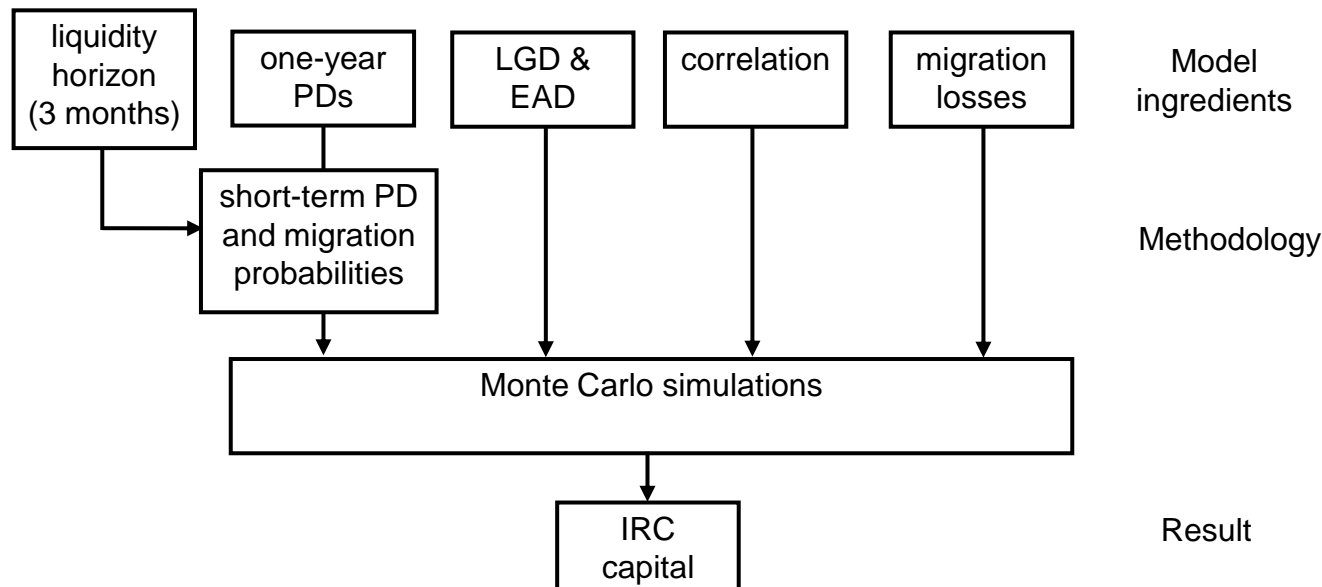 liquidity
horizon
(3 months)
one-year
PDs
LGD &
EAD
correlation
migration
losses
Model
ingredients
short-term PD
and migration
probabilities
Methodology
Monte Carlo simulations
IRC
capital
Result